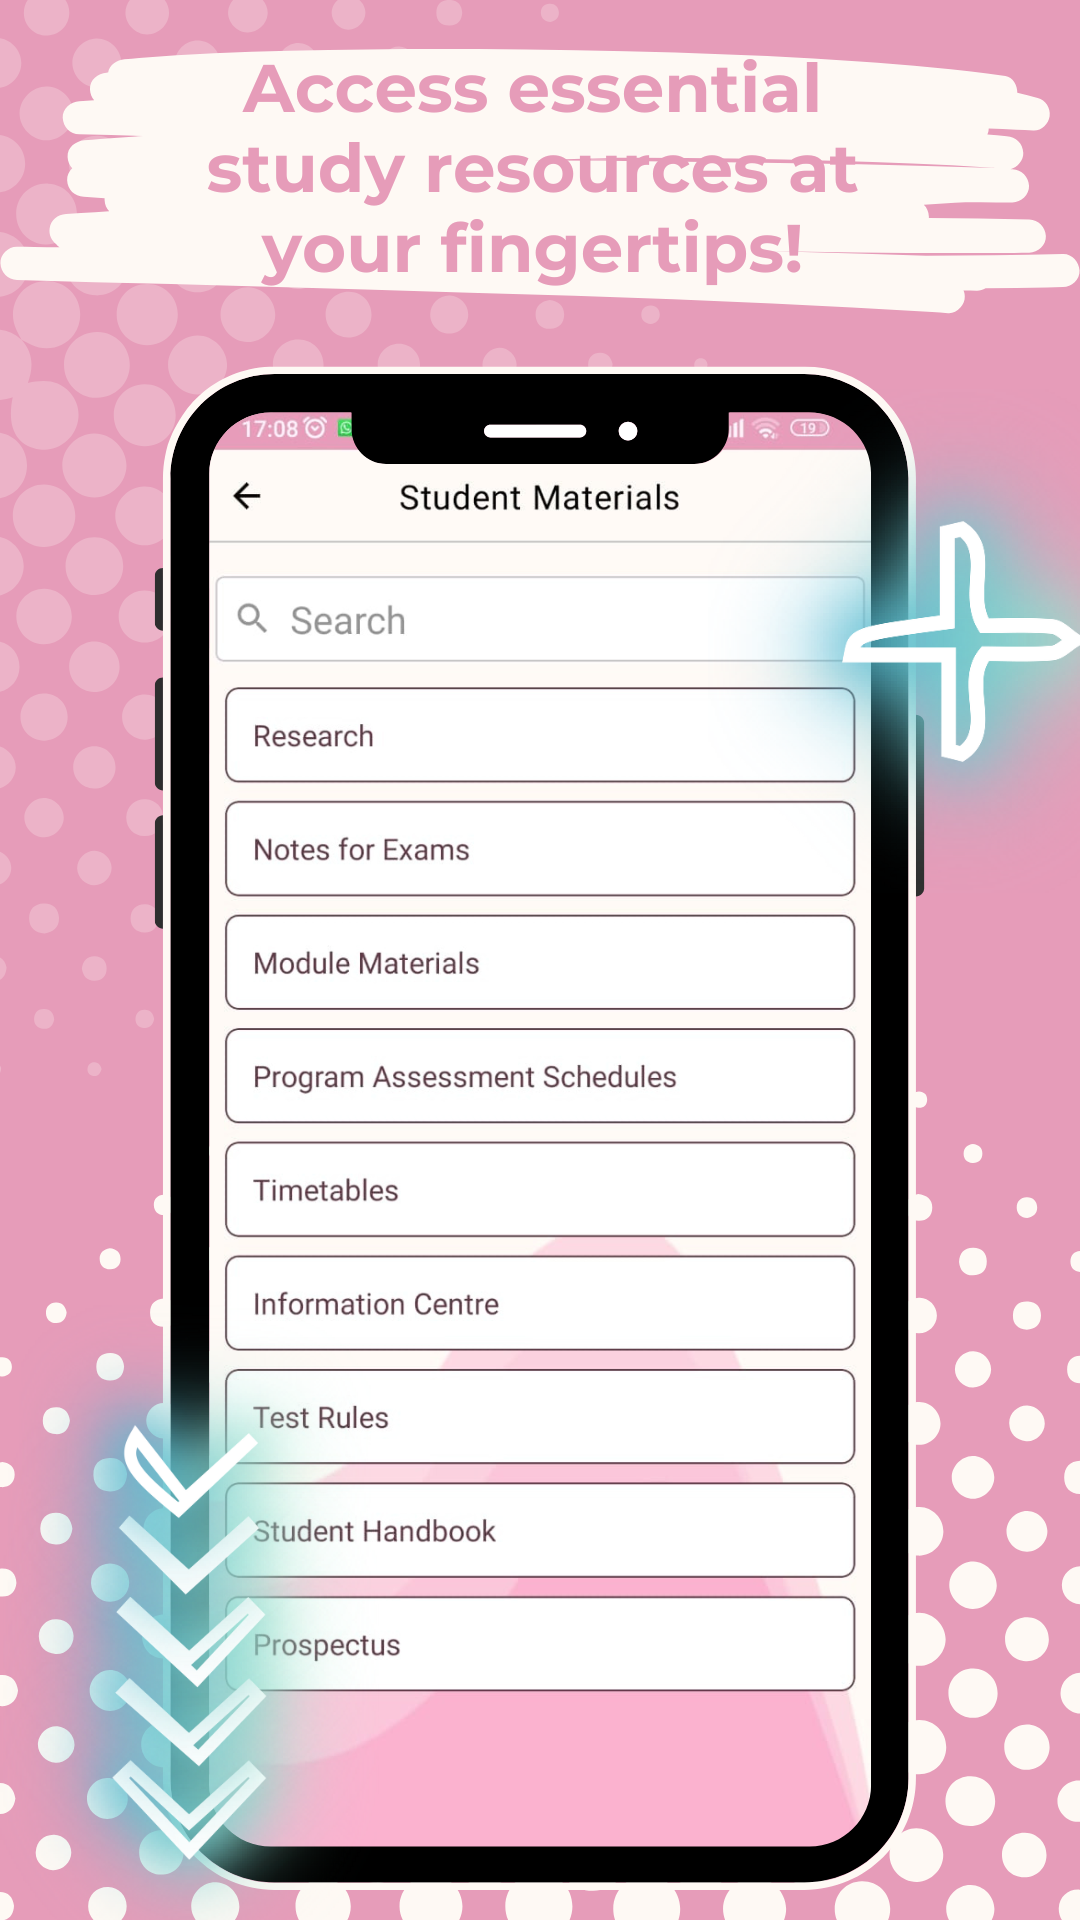 Access essential
study resources at
your fingertips!
17:08
19
Student Materials
Search
Research
Notes for Exams
Module Materials
Program Assessment Schedules
Timetables
Information Centre
Test Rules
Student Handbook
Prospectus